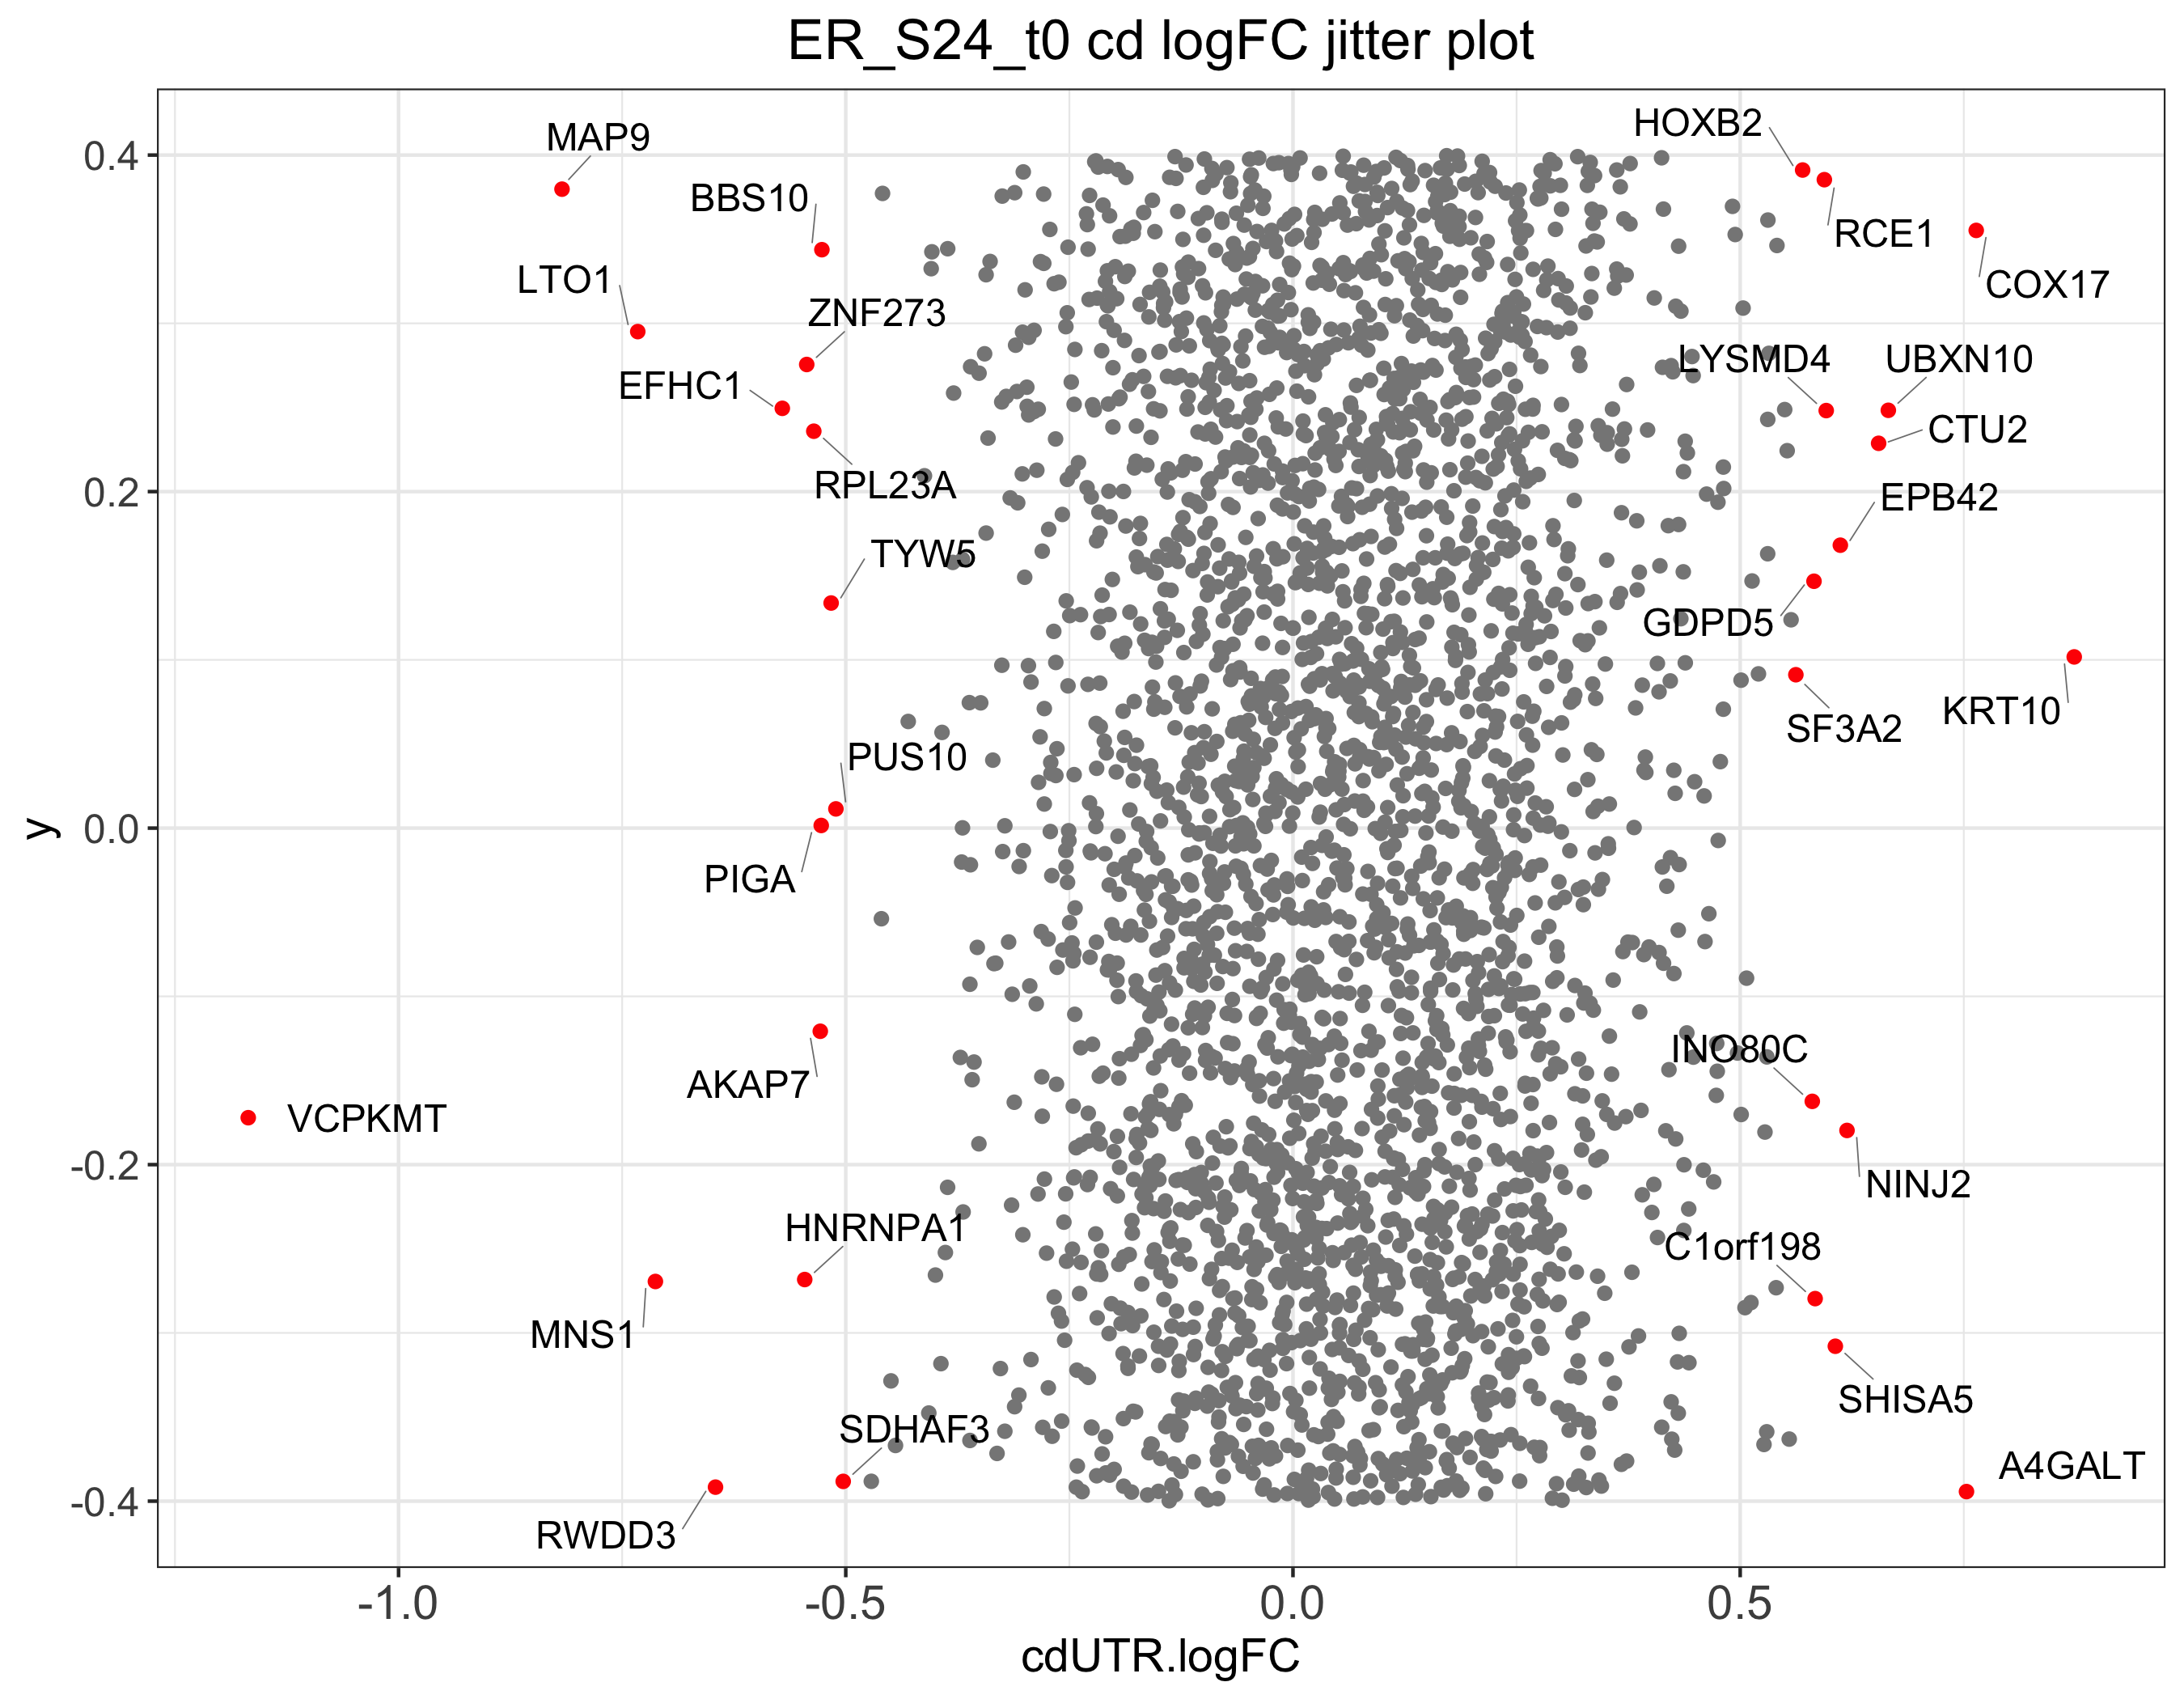 ER_S24_t0 cd logFC jitter plot
HOXB2
MAP9
0.4
BBS10
RCE1
LTO1
COX17
ZNF273
LYSMD4
UBXN10
EFHC1
CTU2
RPL23A
0.2
EPB42
TYW5
GDPD5
KRT10
SF3A2
PUS10
y
0.0
PIGA
INO80C
AKAP7
VCPKMT
-0.2
NINJ2
HNRNPA1
C1orf198
MNS1
SHISA5
SDHAF3
A4GALT
-0.4
RWDD3
-1.0
-0.5
0.0
0.5
cdUTR.logFC